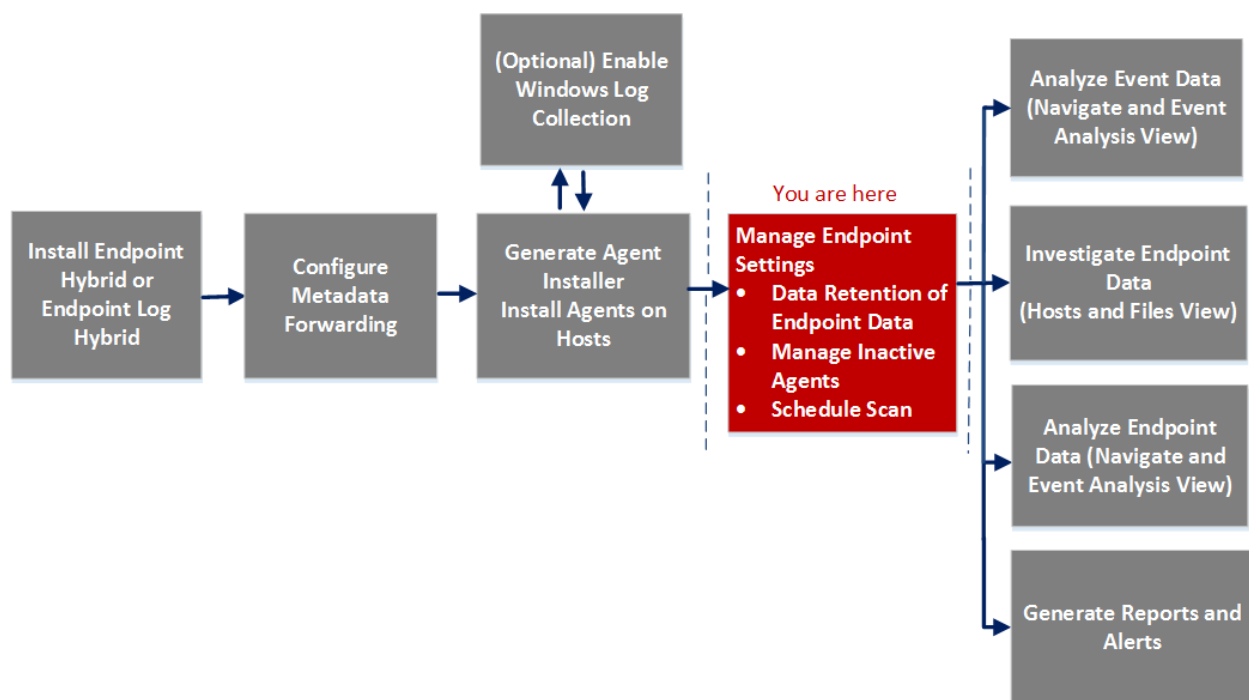 Install Endpoint
Hybrid or
Endpoint Log
Hybrid
Configure
Metadada
Forwarding
(Optional) Enable
Windows Log
Collection
Generate Agent
Installer
Install Agents on
Hosts
You are here
Manage Endpoint
Settings
• Data Retention of
Endpoint Data
• Manage Inactive
Agents
• Schedule Scan
Analyze Event Data
(Navigate and Event
Analysis View)
Investigate Endpoint
Data
(Hosts and Files View)
Analyze Endpoint
Data (Navigate and
Event Analysis View)
Generate Reports and
Alerts